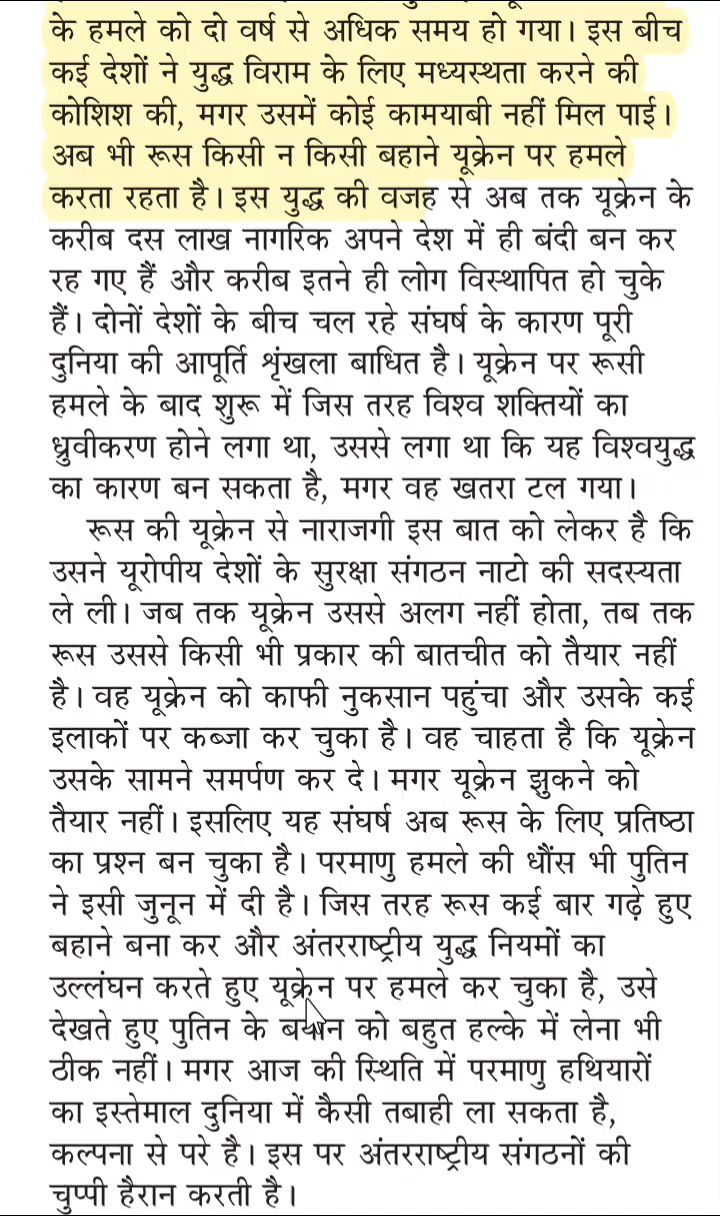 के हमले को दो वर्ष से अधिक समय हो गया। इस बीच
कई देशों ने युद्ध विराम के लिए मध्यस्थता करने की
कोशिश की, मगर उसमें कोई कामयाबी नहीं मिल पाई।
अब भी रूस किसी न किसी बहाने यूक्रेन पर हमले
करता रहता है। इस युद्ध की वजह से अब तक यूक्रेन के
करीब दस लाख नागरिक अपने देश में ही बंदी बन कर
रह गए हैं और करीब इतने ही लोग विस्थापित हो चुके
हैं। दोनों देशों के बीच चल रहे संघर्ष के कारण पूरी
दुनिया की आपूर्ति शृंखला बाधित है। यूक्रेन पर रूसी
हमले के बाद शुरू में जिस तरह विश्व शक्तियों का
ध्रुवीकरण होने लगा था, उससे लगा था कि यह विश्वयुद्ध
का कारण बन सकता है, मगर वह खतरा टल गया।
रूस की यूक्रेन से नाराजगी इस बात को लेकर है कि
उसने यूरोपीय देशों के सुरक्षा संगठन नाटो की सदस्यता
ले ली। जब तक यूक्रेन उससे अलग नहीं होता, तब तक
रूस उससे किसी भी प्रकार की बातचीत को तैयार नहीं
है। वह यूक्रेन को काफी नुकसान पहुंचा और उसके कई
इलाकों पर कब्जा कर चुका है। वह चाहता है कि यूक्रेन
उसके सामने समर्पण कर दे। मगर यूक्रेन झुकने को
तैयार नहीं। इसलिए यह संघर्ष अब रूस के लिए प्रतिष्ठा
का प्रश्न बन चुका है। परमाणु हमले की धौंस भी पुतिन
ने इसी जुनून में दी है। जिस तरह रूस कई बार गढ़े हुए
बहाने बना कर और अंतरराष्ट्रीय युद्ध नियमों का
उल्लंघन करते हुए यूक्रेन पर हमले कर चुका है, उसे
देखते हुए पुतिन के बयान को बहुत हल्के में लेना भी
ठीक नहीं। मगर आज की स्थिति में परमाणु हथियारों
का इस्तेमाल दुनिया में कैसी तबाही ला सकता है,
कल्पना से परे है। इस पर अंतरराष्ट्रीय संगठनों की
चुप्पी हैरान करती है।